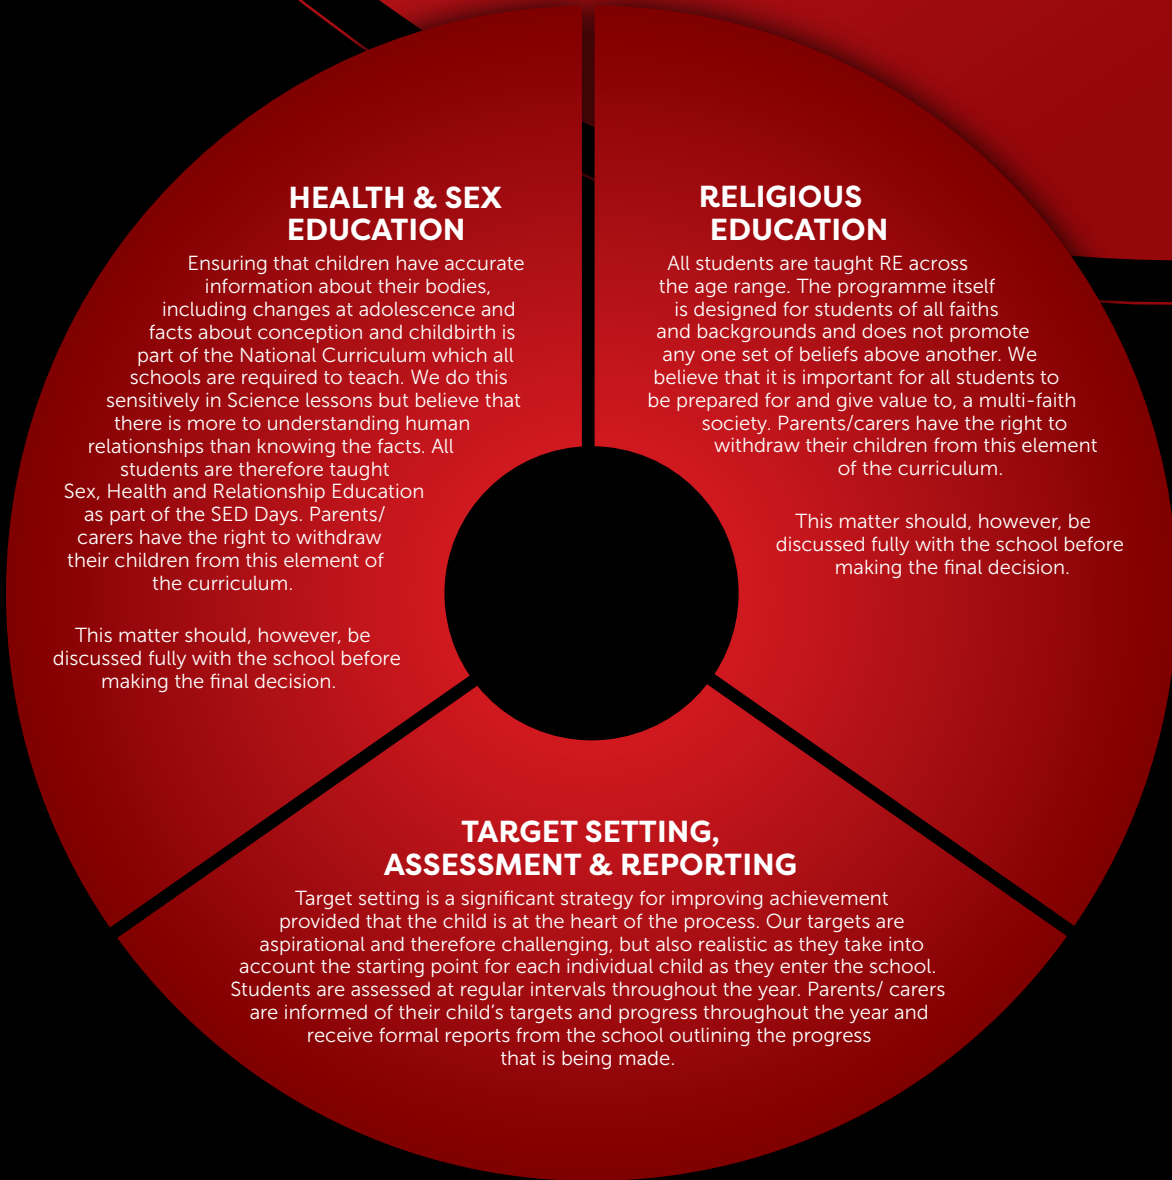 HEALTH & SEX
EDUCATION
Ensuring that children have accurate
information about their bodies,
including changes at adolescence and
facts about conception and childbirth is
part of the National Curriculum which all
schools are required to teach. We do this
sensitively in Science lessons but believe that
there is more to understanding human
relationships than knowing the facts. All
students are therefore taught
Sex, Health and Relationship Education
as part of the SED Days. Parents/
carers have the right to withdraw
their children from this element of
the curriculum.
This matter should, however, be
discussed fully with the school before
making the final decision.
RELIGIOUS
EDUCATION
All students are taught RE across
the age range. The programme itself
is designed for students of all faiths
and backgrounds and does not promote
any one set of beliefs above another. We
believe that it is important for all students to
be prepared for and give value to, a multi-faith
society. Parents/carers have the right to
withdraw their children from this element
of the curriculum.
This matter should, however, be
discussed fully with the school before
making the final decision.
TARGET SETTING,
ASSESSMENT & REPORTING
Target setting is a significant strategy for improving achievement
provided that the child is at the heart of the process. Our targets are
aspirational and therefore challenging, but also realistic as they take into
account the starting point for each individual child as they enter the school.
Students are assessed at regular intervals throughout the year. Parents/ carers
are informed of their child's targets and progress throughout the year and
receive formal reports from the school outlining the progress
that is being made.